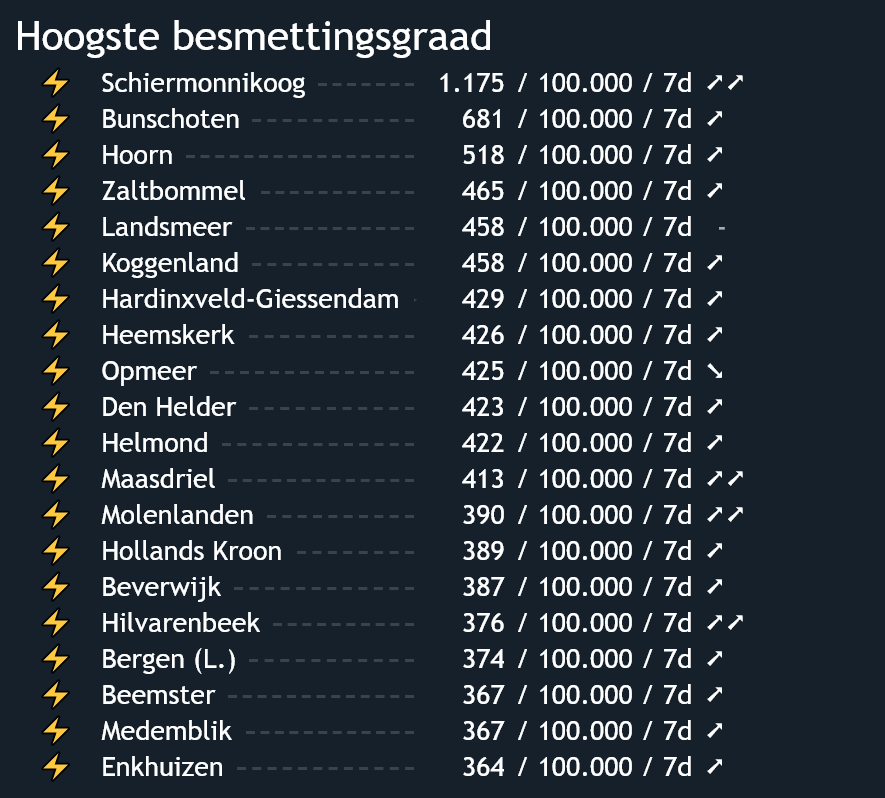 Hoogste besmettingsgraad
⚡ Schiermonnikoog ------- 1.175 / 100.000 / 7d ➚➚
⚡ Bunschoten ----------- 681 / 100.000 / 7d ➚
⚡ Hoorn ---------------- 518 / 100.000 / 7d ➚
⚡ Zaltbommel ----------- 465 / 100.000 / 7d ➚
⚡ Landsmeer ------------ 458 / 100.000 / 7d -
⚡ Koggenland ----------- 458 / 100.000 / 7d ➚
⚡ Hardinxveld-Giessendam - 429 / 100.000 / 7d ➚
⚡ Heemskerk ------------ 426 / 100.000 / 7d ➚
⚡ Opmeer -------------- 425 / 100.000 / 7d ➘
⚡ Den Helder ------------ 423 / 100.000 / 7d ➚
⚡ Helmond ------------- 422 / 100.000 / 7d ➚
⚡ Maasdriel ------------- 413 / 100.000 / 7d ➚➚
⚡ Molenlanden ---------- 390 / 100.000 / 7d ➚➚
⚡ Hollands Kroon -------- 389 / 100.000 / 7d ➚
⚡ Beverwijk ------------- 387 / 100.000 / 7d ➚
⚡ Hilvarenbeek ---------- 376 / 100.000 / 7d ➚➚
⚡ Bergen (L.) ------------ 374 / 100.000 / 7d ➚
⚡ Beemster ------------- 367 / 100.000 / 7d ➚
⚡ Medemblik ------------ 367 / 100.000 / 7d ➚
⚡ Enkhuizen ------------ 364 / 100.000 / 7d ➚